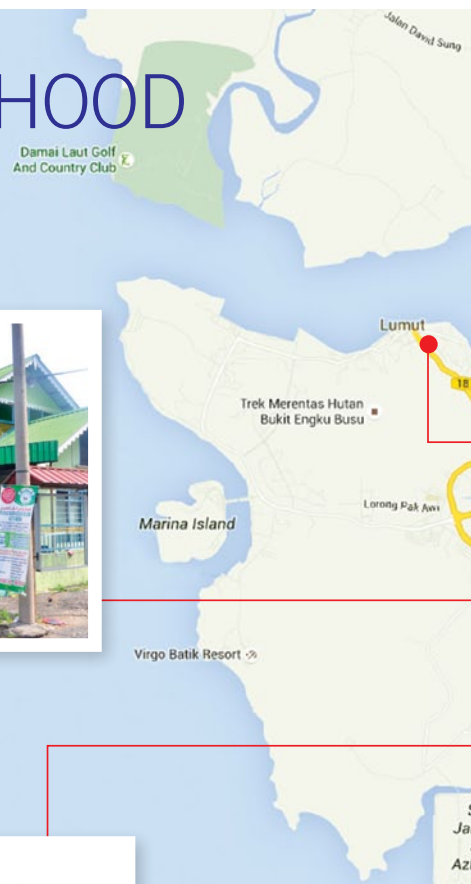 HOOD
Jalan David Sung
Damai Laut Golf
And Country Club
Lumut
18
Trek Merentas Hutan
Bukit Engku Busu
Lorong Pak Awi
Marina Island
Virgo Batik Resort